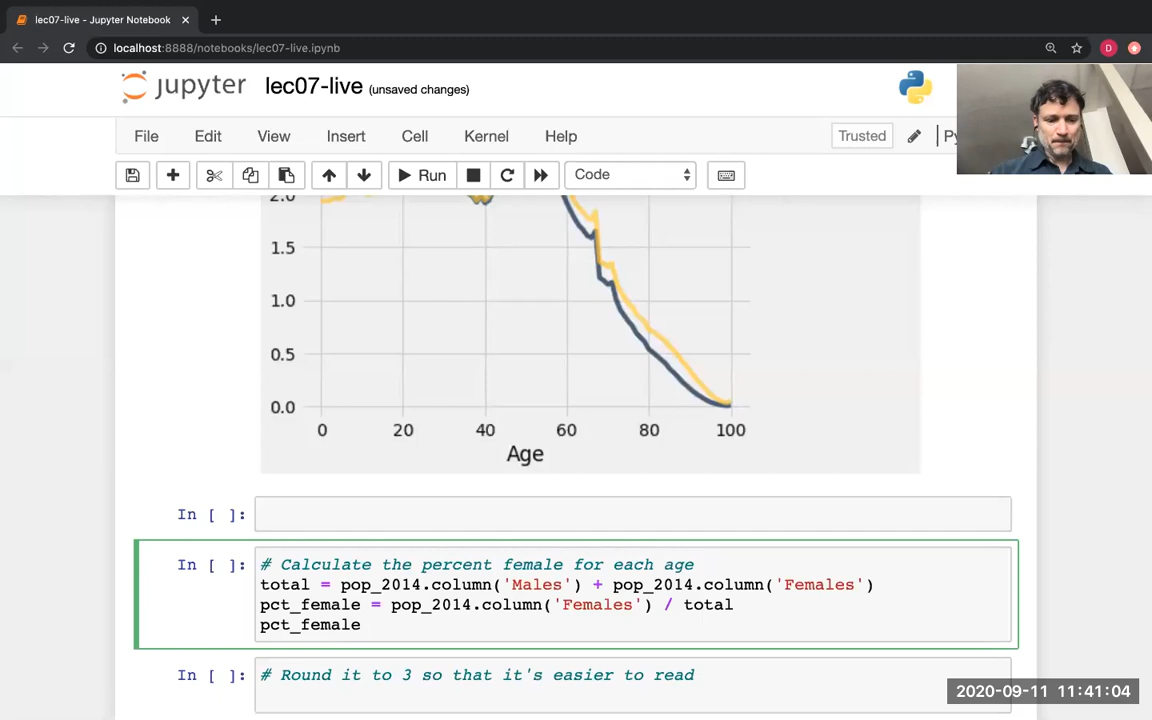 lec07-live - Jupyter Notebook
localhost:8888/notebooks/lec07-live.ipynb
D
jupyter lec07-live (unsaved changes)
File Edit View Insert Cell Kernel Help Trusted
Run Code
2.0
1.5
1.0
0.5
0.0
0 20 40 60 80 100
Age
In [ ]:
In [ ]: # Calculate the percent female for each age
total = pop_2014.column('Males') + pop_2014.column('Females')
pct_female = pop_2014.column('Females') / total
pct_female
In [ ]: # Round it to 3 so that it's easier to read
2020-09-11 11:41:04